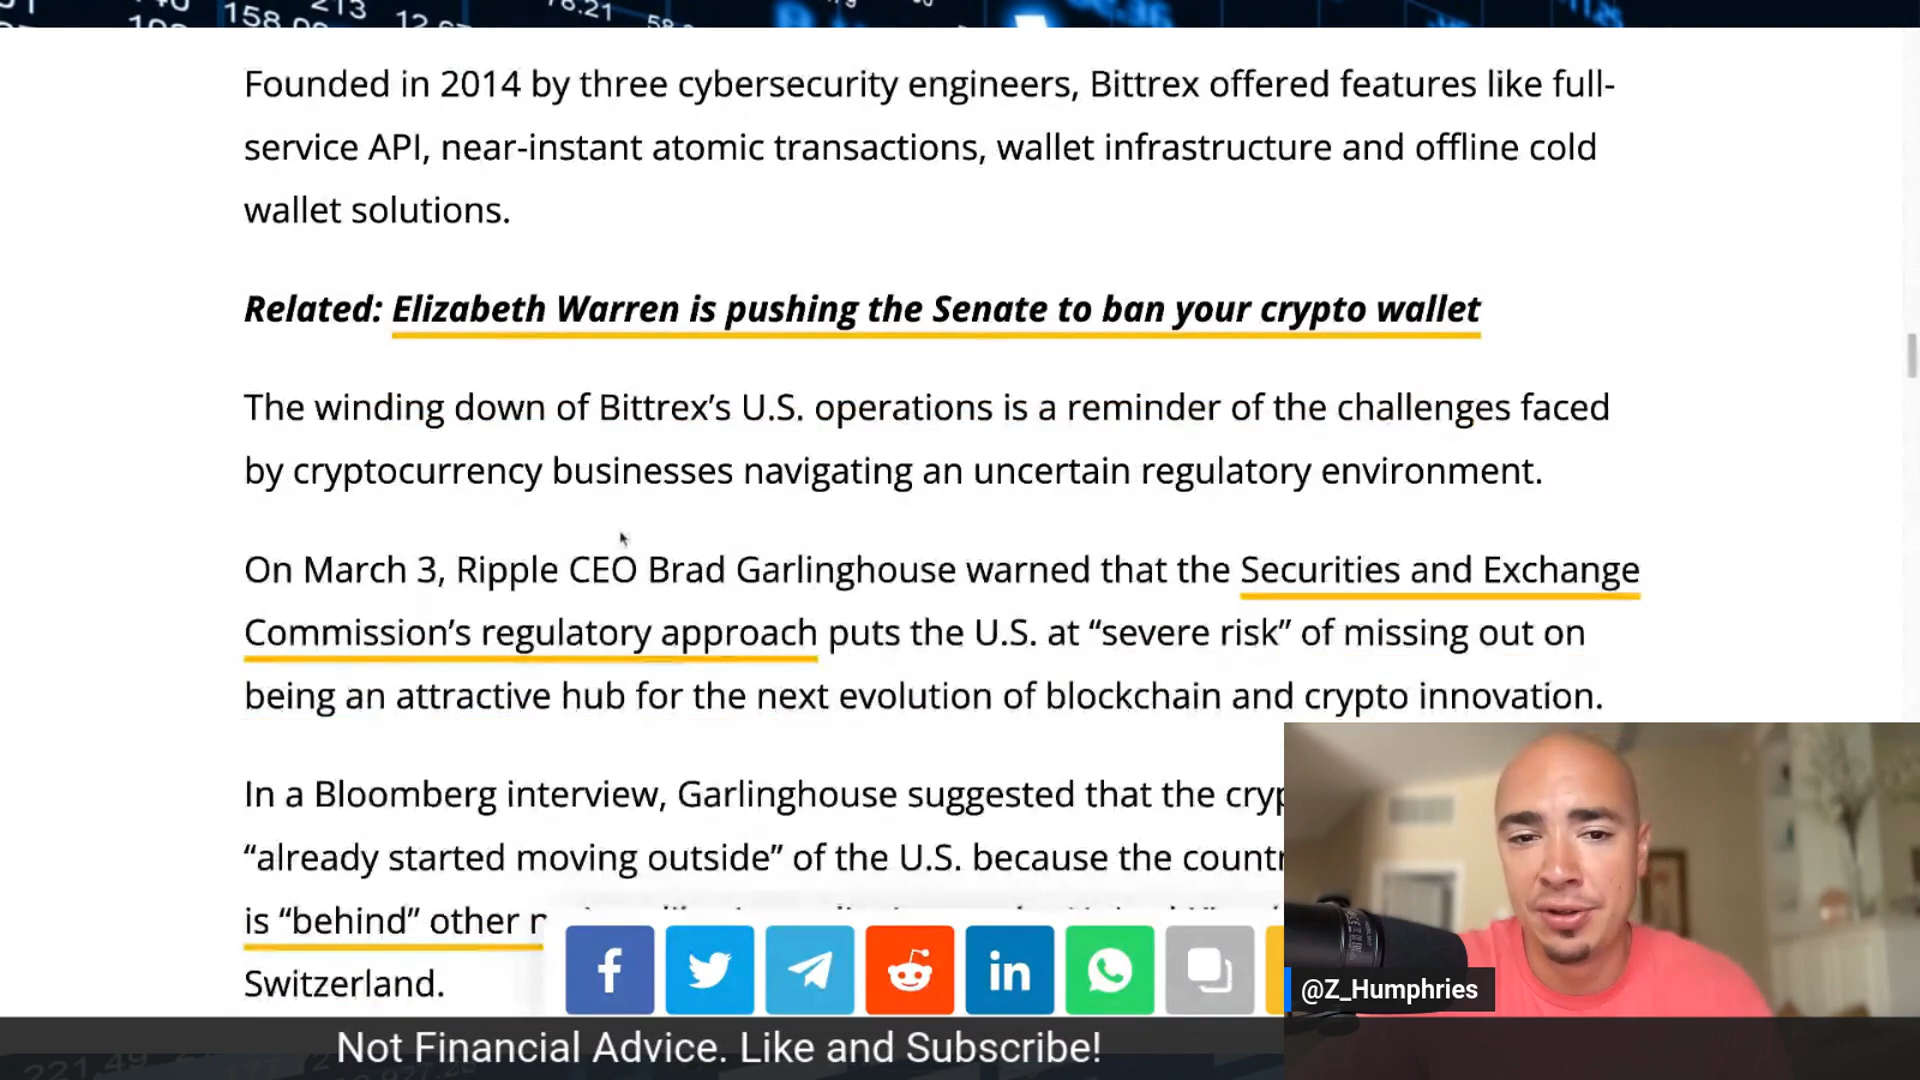 158
213
78.21
Founded in 2014 by three cybersecurity engineers, Bittrex offered features like full-
service API, near-instant atomic transactions, wallet infrastructure and offline cold
wallet solutions.
Related: Elizabeth Warren is pushing the Senate to ban your crypto wallet
The winding down of Bittrex’s U.S. operations is a reminder of the challenges faced
by cryptocurrency businesses navigating an uncertain regulatory environment.
On March 3, Ripple CEO Brad Garlinghouse warned that the Securities and Exchange
Commission’s regulatory approach puts the U.S. at “severe risk” of missing out on
being an attractive hub for the next evolution of blockchain and crypto innovation.
In a Bloomberg interview, Garlinghouse suggested that the
“already started moving outside” of the U.S. because the
is “behind” other
Switzerland.
@Z_Humphries
Not Financial Advice. Like and Subscribe!
221.49